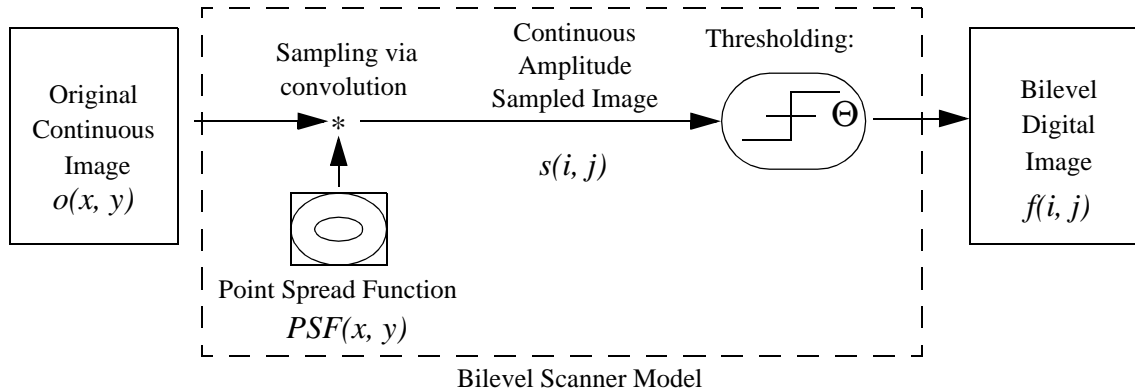 Original
Continuous
Image
o(x, y)
Sampling via
convolution
*
Point Spread Function
PSF(x, y)
Continuous
Amplitude
Sampled Image
s(i, j)
Thresholding:
Θ
Bilevel
Digital
Image
f(i, j)
Bilevel Scanner Model